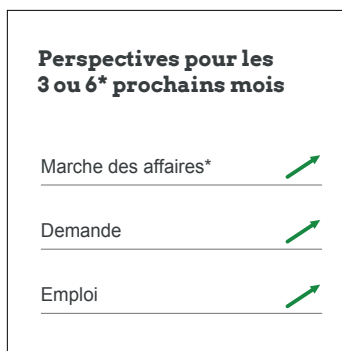 Perspectives pour les
3 ou 6* prochains mois
Marche des affaires*
Demande
Emploi